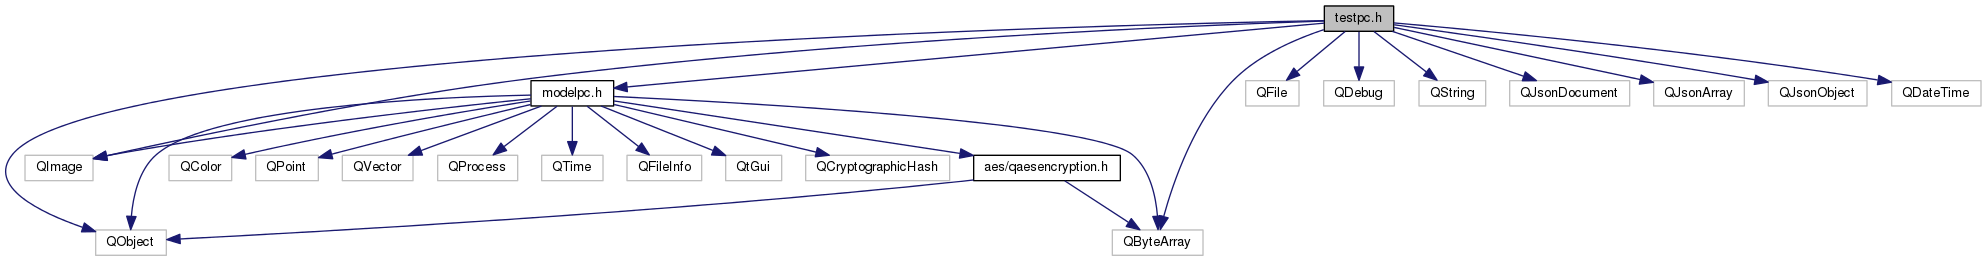 testpc.h
modelpc.h
QFile
QDebug
QString
QJsonDocument
QJsonArray
QJsonObject
QDateTime
QImage
QColor
QPoint
QVector
QProcess
QTime
QFileInfo
QtGui
QCryptographicHash
aes/qaesencryption.h
QObject
QByteArray